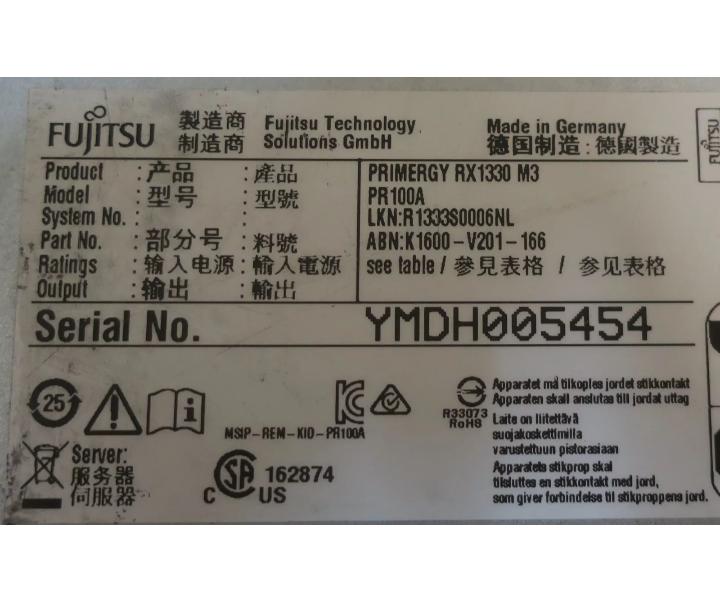 FUJITSU 製造商 Fujitsu Technology Made in Germany
制造商 Solutions GmbH 德国制造 : 德國製造
FUJITSU
Product : 产品 : 產品 PRIMERGY RX1330 M3
Model : 型号 : 型號 PR100A
System No. : : LKN:R1333S0006NL
Part No. : 部分号 : 料號 ABN:K1600-V201-166
Ratings : 输入电源 : 輸入電源 see table / 參見表格 / 参见表格
Output : 输出 : 輸出
Serial No. YMDH005454
25
MSIP-REM-KID-PR100A
R33073
RoHS
Apparatet må tilkoples jordet stikkontakt
Apparaten skall anslutas till jordat uttag
Laite on liitettävä
suojakoskettimilla
varustettuun pistorasiaan
Apparatets stikprop skal
tilsluttes en stikkontakt med jord,
som giver forbindelse til stikproppens jord.
Server:
服务器
伺服器
C SA US 162874